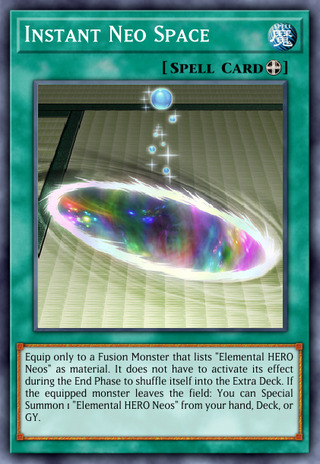 Instant Neo Space
魔
[Spell Card]
Equip only to a Fusion Monster that lists "Elemental HERO
Neos" as material. It does not have to activate its effect
during the End Phase to shuffle itself into the Extra Deck. If
the equipped monster leaves the field: You can Special
Summon 1 "Elemental HERO Neos" from your hand, Deck, or
GY.